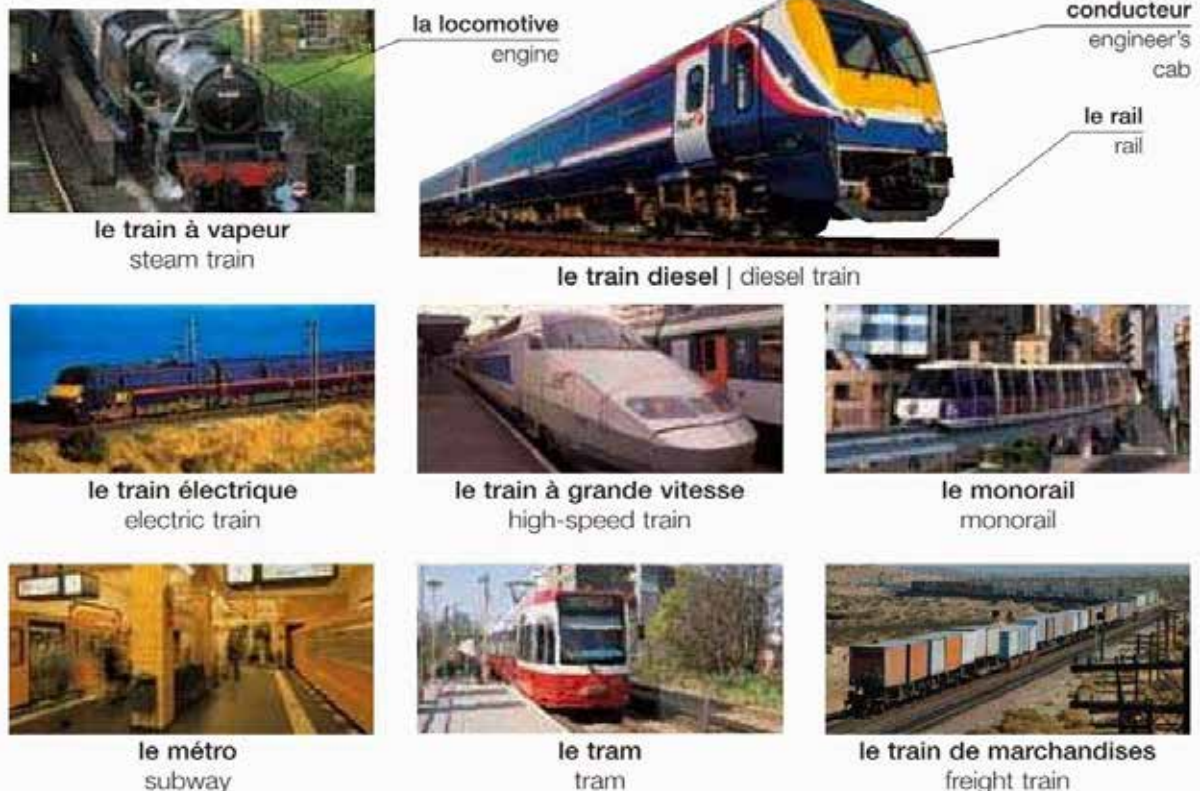 la locomotive
engine
conducteur
engineer's
cab
le rail
rail
le train à vapeur
steam train
le train diesel | diesel train
le train électrique
electric train
le train à grande vitesse
high-speed train
le monorail
monorail
le métro
subway
le tram
tram
le train de marchandises
freight train